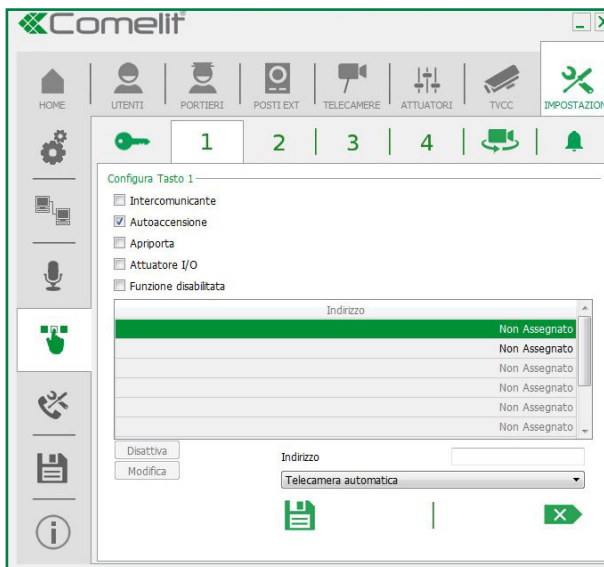 Comelit®
HOME UTENTI PORTIERI POSTI EXT TELECAMERE ATTUATORI TVCC IMPOSTAZION
1 2 3 4
Configura Tasto 1
Intercomunicante
Autoaccensione
Apriporta
Attuatore I/O
Funzione disabilitata
Indirizzo
Non Assegnato
Non Assegnato
Non Assegnato
Non Assegnato
Non Assegnato
Non Assegnato
Disattiva
Indirizzo
Modifica
Telecamera automatica